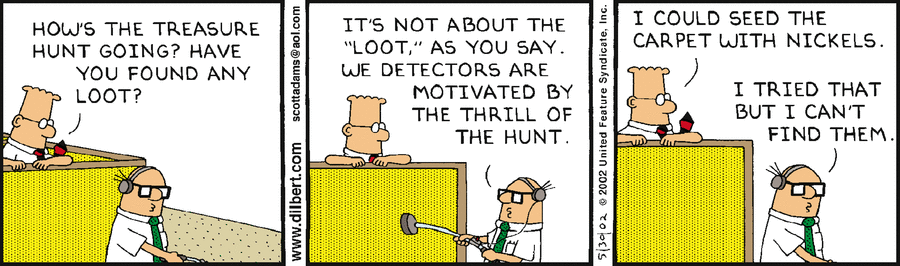 HOW'S THE TREASURE
HUNT GOING? HAVE
YOU FOUND ANY
LOOT?
www.dilbert.com
scottadams@aol.com
IT'S NOT ABOUT THE
"LOOT," AS YOU SAY.
WE DETECTORS ARE
MOTIVATED BY
THE THRILL OF
THE HUNT.
5/30/02 © 2002 United Feature Syndicate, Inc.
I COULD SEED THE
CARPET WITH NICKELS.
I TRIED THAT
BUT I CAN'T
FIND THEM.